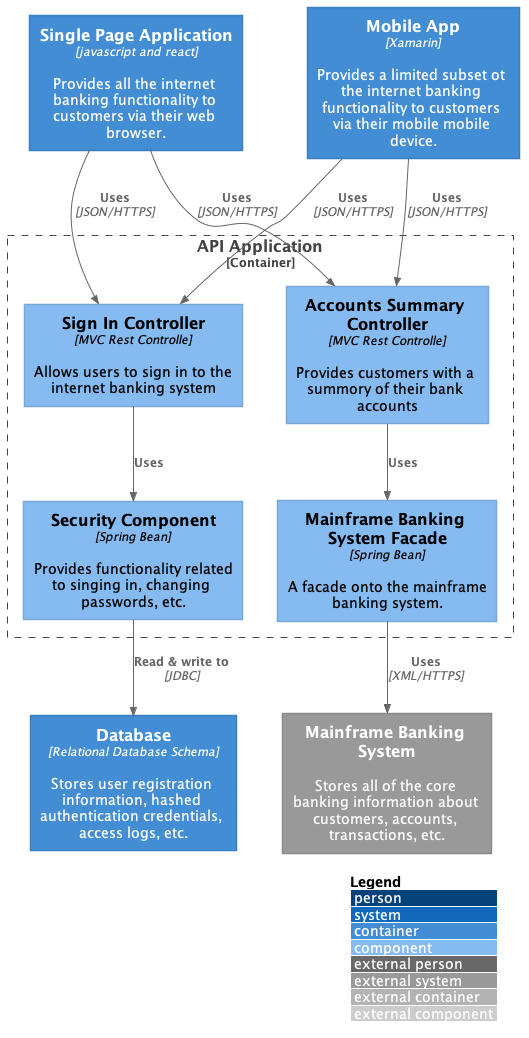 Single Page Application
[javascript and react]
Provides all the internet
banking functionality to
customers via their web
browser.
Mobile App
[Xamarin]
Provides a limited subset ot
the internet banking
functionality to customers
via their mobile mobile
device.
Uses
[JSON/HTTPS]
Uses
[JSON/HTTPS]
Uses
[JSON/HTTPS]
Uses
[JSON/HTTPS]
API Application
[Container]
Sign In Controller
[MVC Rest Controlle]
Allows users to sign in to the
internet banking system
Accounts Summary
Controller
[MVC Rest Controlle]
Provides customers with a
summory of their bank
accounts
Uses
Uses
Security Component
[Spring Bean]
Provides functionality related
to singing in, changing
passwords, etc.
Mainframe Banking
System Facade
[Spring Bean]
A facade onto the mainframe
banking system.
Read & write to
[JDBC]
Uses
[XML/HTTPS]
Database
[Relational Database Schema]
Stores user registration
information, hashed
authentication credentials,
access logs, etc.
Mainframe Banking
System
Stores all of the core
banking information about
customers, accounts,
transactions, etc.
Legend
person
system
container
component
external person
external system
external container
external component